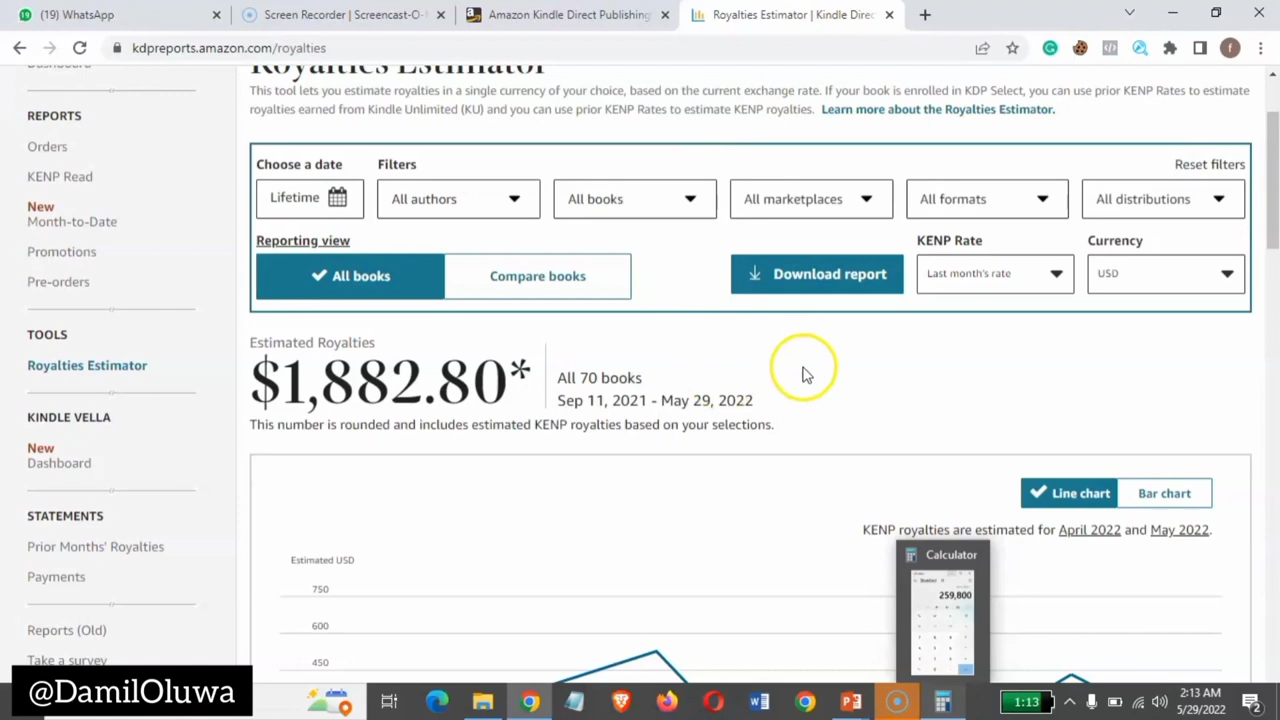 (19) WhatsApp
Screen Recorder | Screencast-O-
Amazon Kindle Direct Publishing
Royalties Estimator | Kindle Direc
kdpreports.amazon.com/royalties
Dashboard
REPORTS
Orders
KENP Read
New
Month-to-Date
Promotions
Pre-orders
TOOLS
Royalties Estimator
KINDLE VELLA
New
Dashboard
STATEMENTS
Prior Months' Royalties
Payments
Reports (Old)
Take a survey
Royalties Estimator
This tool lets you estimate royalties in a single currency of your choice, based on the current exchange rate. If your book is enrolled in KDP Select, you can use prior KENP Rates to estimate
royalties earned from Kindle Unlimited (KU) and you can use prior KENP Rates to estimate KENP royalties. Learn more about the Royalties Estimator.
Choose a date
Filters
Reset filters
Lifetime
All authors
All books
All marketplaces
All formats
All distributions
Reporting view
KENP Rate
Currency
All books
Compare books
Download report
Last month's rate
USD
Estimated Royalties
$1,882.80*
All 70 books
Sep 11, 2021 - May 29, 2022
This number is rounded and includes estimated KENP royalties based on your selections.
Line chart
Bar chart
KENP royalties are estimated for April 2022 and May 2022.
Estimated USD
750
600
450
Calculator
259,800
@DamilOluwa
1:13
2:13 AM
5/29/2022
2